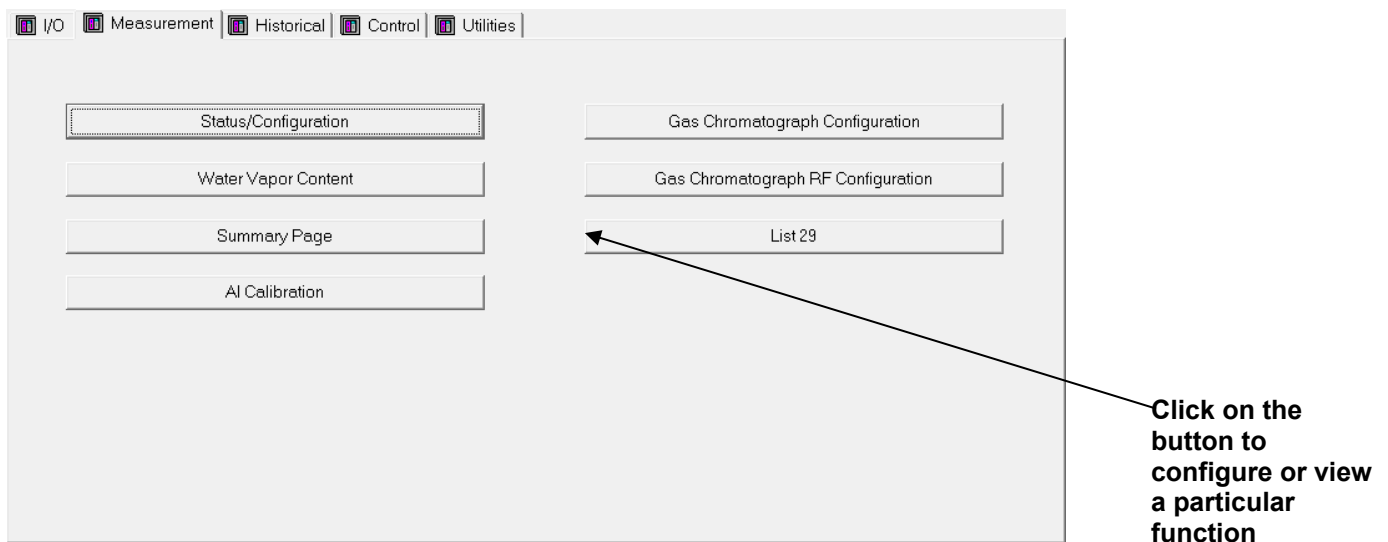 I/O Measurement Historical Control Utilities
Status/Configuration
Gas Chromatograph Configuration
Water Vapor Content
Gas Chromatograph RF Configuration
Summary Page
List 29
AI Calibration
Click on the
button to
configure or view
a particular
function